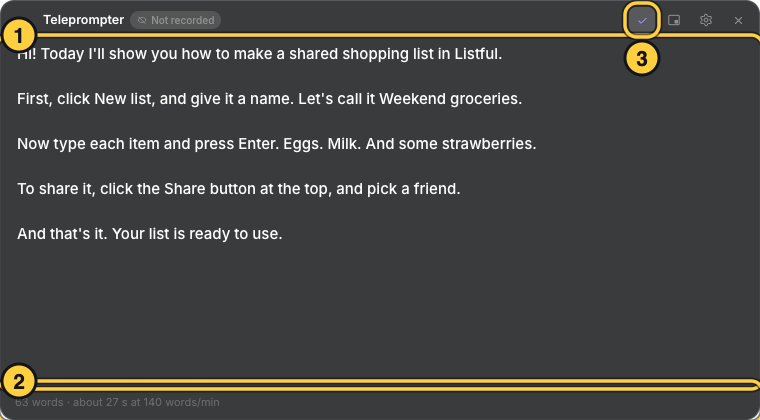 Teleprompter Not recorded
1
3
Hi! Today I'll show you how to make a shared shopping list in Listful.
First, click New list, and give it a name. Let's call it Weekend groceries.
Now type each item and press Enter. Eggs. Milk. And some strawberries.
To share it, click the Share button at the top, and pick a friend.
And that's it. Your list is ready to use.
2
63 words · about 27 s at 140 words/min